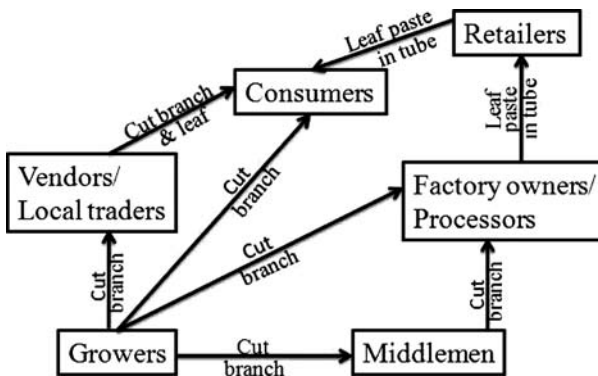 Retailers
Leaf paste
in tube
Consumers
Cut branch
& leaf
Leaf
paste
in tube
Vendors/
Local traders
Cut
branch
Factory owners/
Processors
Cut
branch
Cut
branch
Cut
branch
Growers
Cut
branch
Middlemen